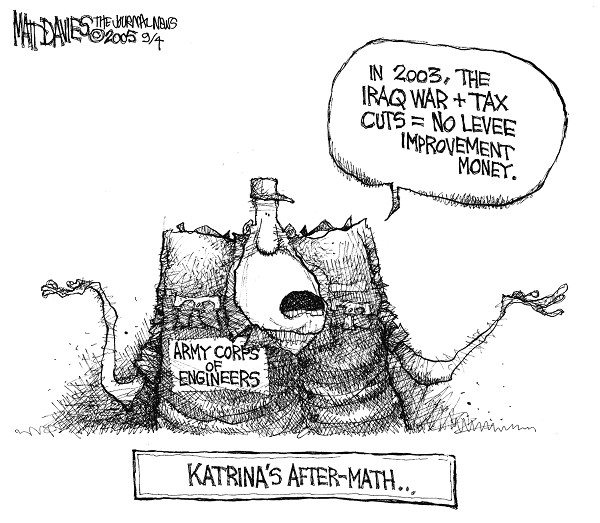 MATT DAVIES THE JOURNAL NEWS
©2005 9/4
IN 2003, THE
IRAQ WAR + TAX
CUTS = NO LEVEE
IMPROVEMENT
MONEY.
ARMY CORPS
OF
ENGINEERS
KATRINA'S AFTER-MATH...